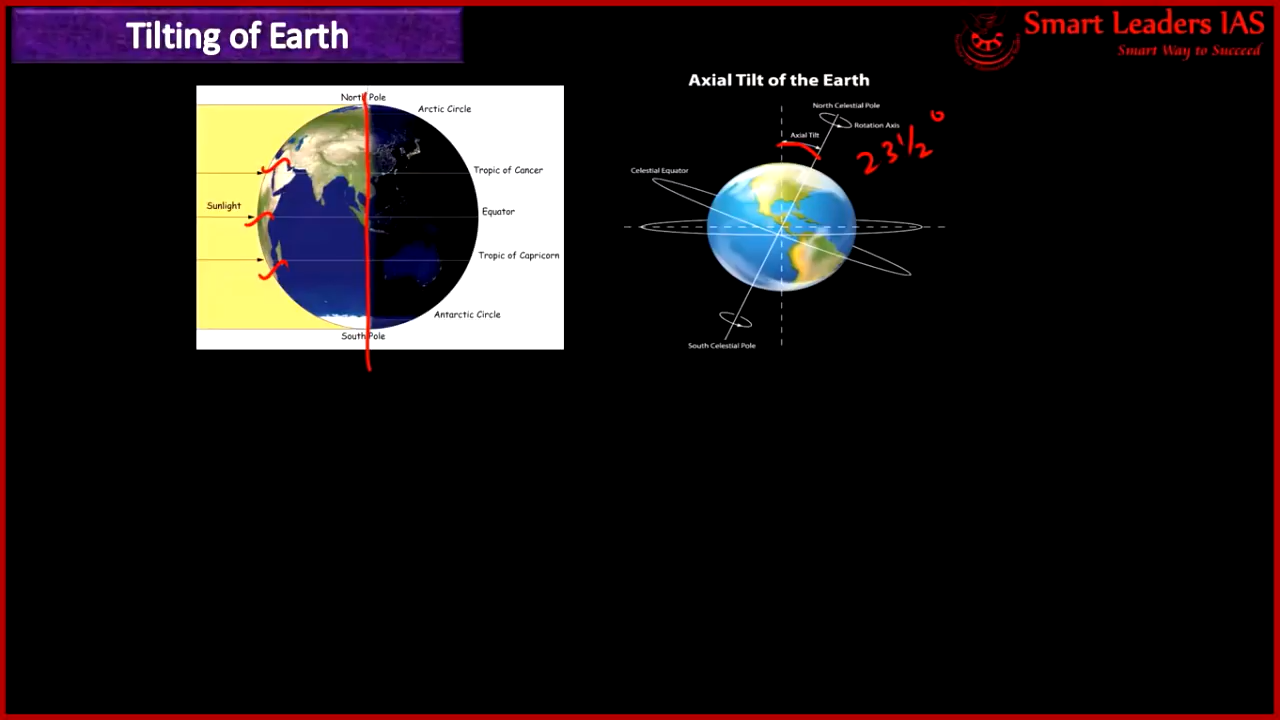 Tilting of Earth
Smart Leaders IAS
Smart Way to Succeed
North Pole
Arctic Circle
Tropic of Cancer
Sunlight
Equator
Tropic of Capricorn
Antarctic Circle
South Pole
Axial Tilt of the Earth
North Celestial Pole
Rotation Axis
Axial Tilt
23 1/2 °
Celestial Equator
South Celestial Pole